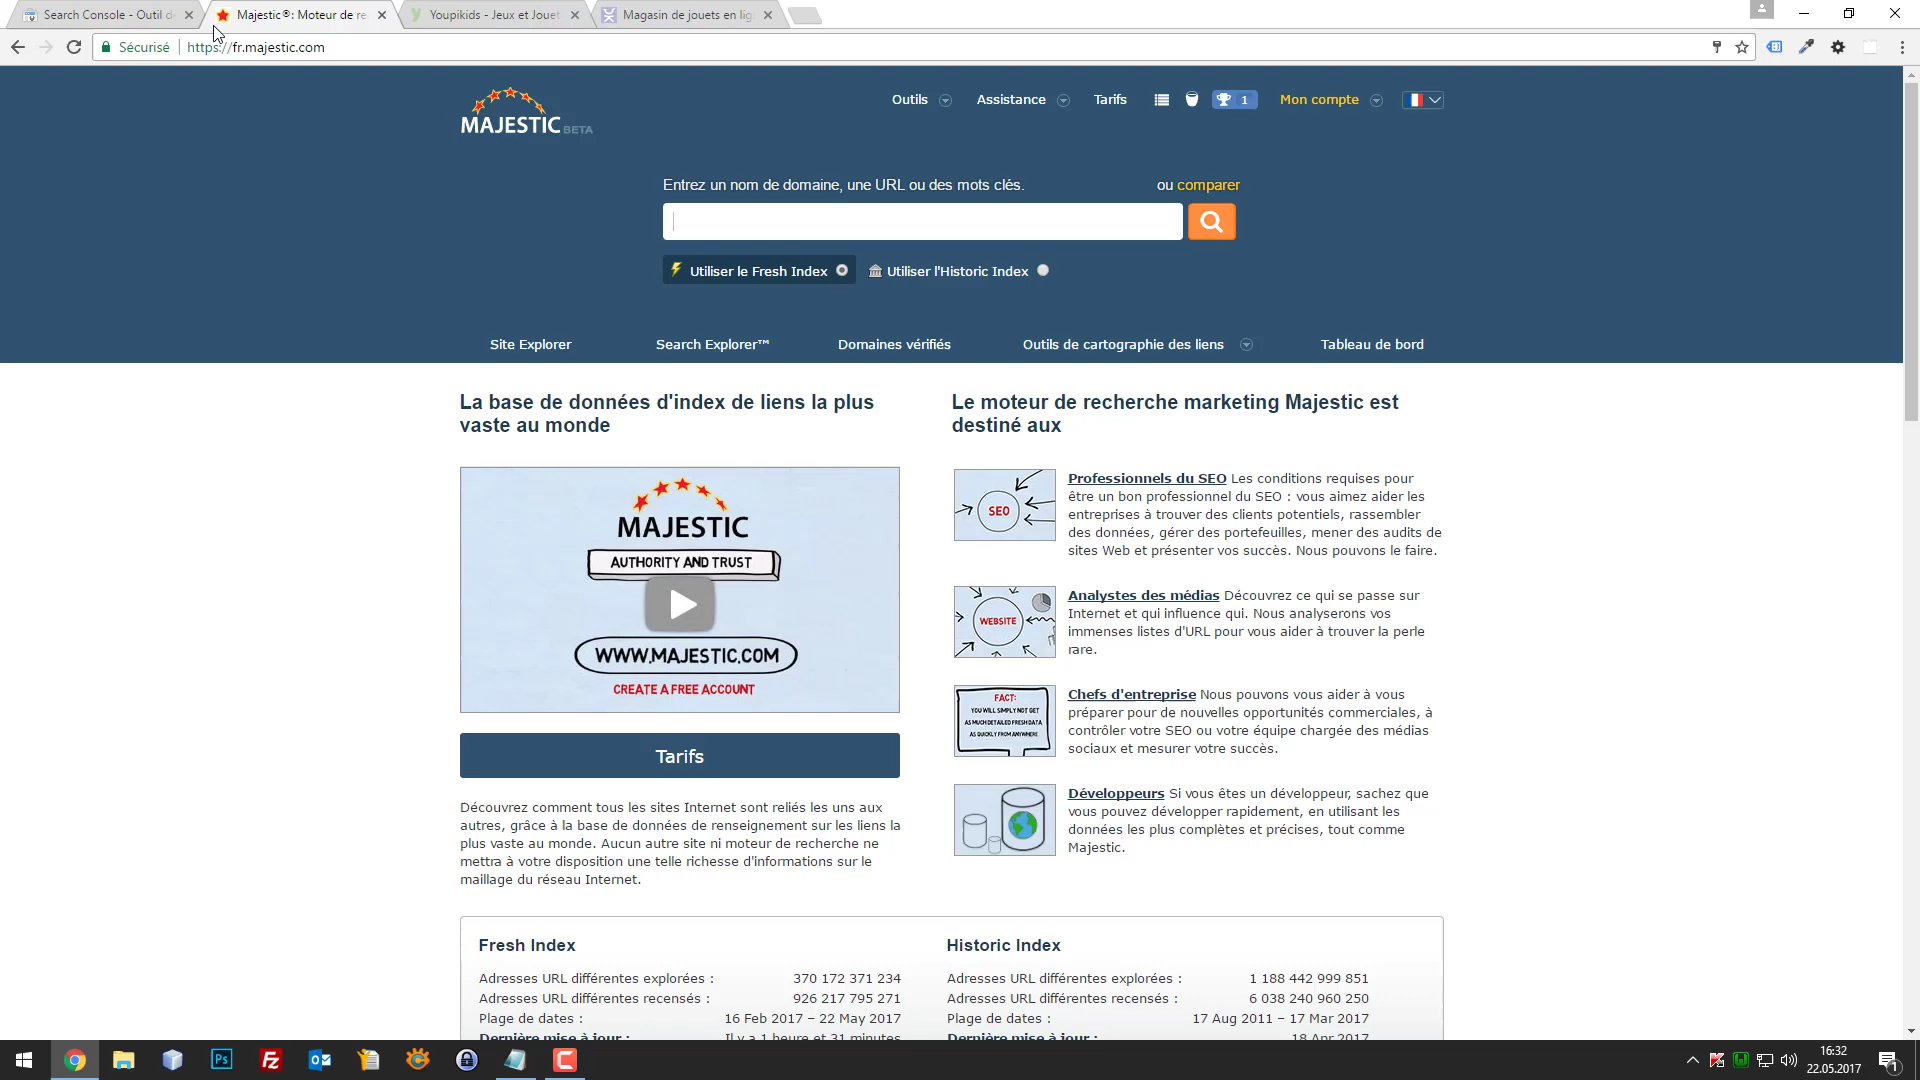 Search Console - Outil d
Majestic®: Moteur de re
Youpikids - Jeux et Jouet
Magasin de jouets en lig
Sécurisé
https://fr.majestic.com
MAJESTIC BETA
Outils
Assistance
Tarifs
1
Mon compte
Entrez un nom de domaine, une URL ou des mots clés.
ou comparer
Utiliser le Fresh Index
Utiliser l'Historic Index
Site Explorer
Search Explorer™
Domaines vérifiés
Outils de cartographie des liens
Tableau de bord
La base de données d'index de liens la plus
vaste au monde
MAJESTIC
AUTHORITY AND TRUST
WWW.MAJESTIC.COM
CREATE A FREE ACCOUNT
Tarifs
Découvrez comment tous les sites Internet sont reliés les uns aux
autres, grâce à la base de données de renseignement sur les liens la
plus vaste au monde. Aucun autre site ni moteur de recherche ne
mettra à votre disposition une telle richesse d'informations sur le
maillage du réseau Internet.
Le moteur de recherche marketing Majestic est
destiné aux
SEO
Professionnels du SEO Les conditions requises pour
être un bon professionnel du SEO : vous aimez aider les
entreprises à trouver des clients potentiels, rassembler
des données, gérer des portefeuilles, mener des audits de
sites Web et présenter vos succès. Nous pouvons le faire.
WEBSITE
Analystes des médias Découvrez ce qui se passe sur
Internet et qui influence qui. Nous analyserons vos
immenses listes d'URL pour vous aider à trouver la perle
rare.
FACT:
YOU WILL SIMPLY NOT GET
AS MUCH DETAILED FRESH DATA
AS QUICKLY FROM ANYWHERE
Chefs d'entreprise Nous pouvons vous aider à vous
préparer pour de nouvelles opportunités commerciales, à
contrôler votre SEO ou votre équipe chargée des médias
sociaux et mesurer votre succès.
Développeurs Si vous êtes un développeur, sachez que
vous pouvez développer rapidement, en utilisant les
données les plus complètes et précises, tout comme
Majestic.
Fresh Index
Adresses URL différentes explorées : 370 172 371 234
Adresses URL différentes recensés : 926 217 795 271
Plage de dates : 16 Feb 2017 – 22 May 2017
Dernière mise à jour : Il y a 1 heure et 31 minutes
Historic Index
Adresses URL différentes explorées : 1 188 442 999 851
Adresses URL différentes recensés : 6 038 240 960 250
Plage de dates : 17 Aug 2011 – 17 Mar 2017
Dernière mise à jour : 18 Apr 2017
16:32
22.05.2017
1